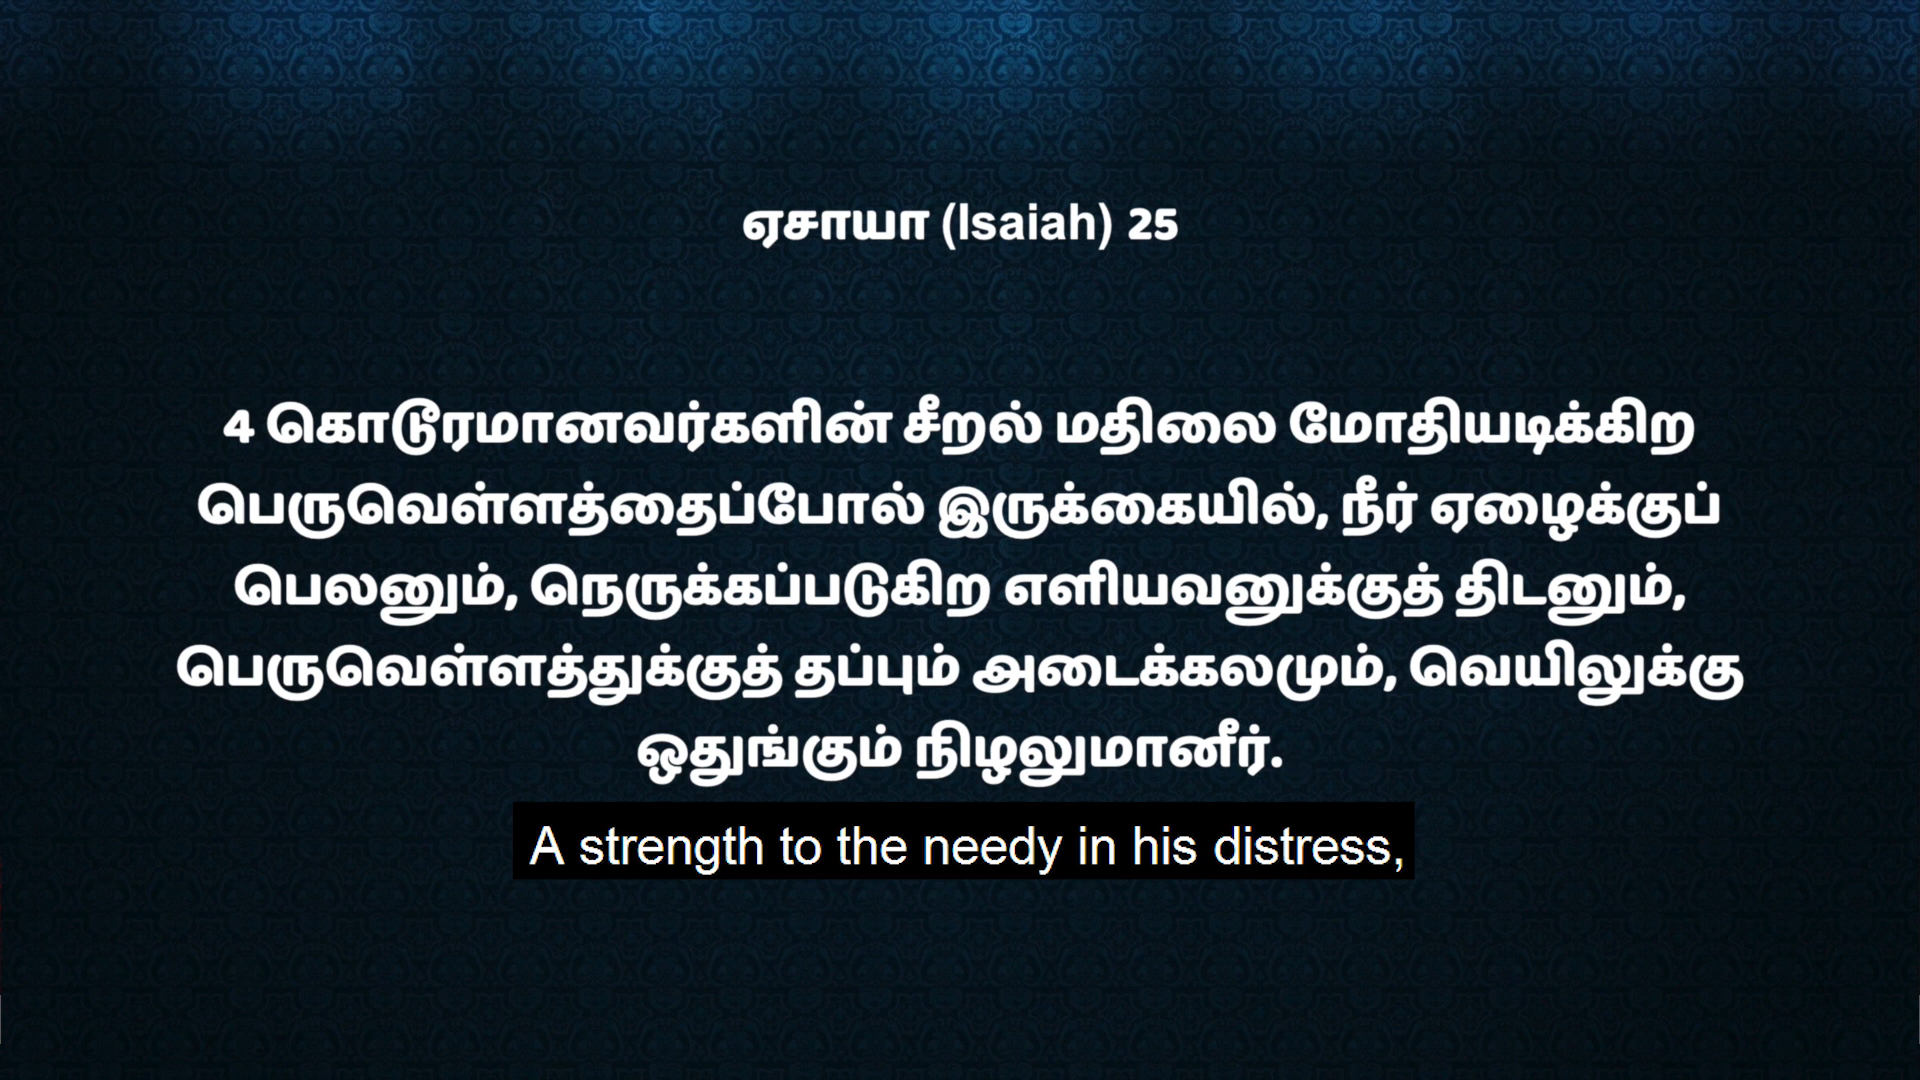 ஏசாயா (Isaiah) 25
4 கொடூரமானவர்களின் சீறல் மதிலை மோதியடிக்கிற
பெருவெள்ளத்தைப்போல் இருக்கையில், நீர் ஏழைக்குப்
பெலனும், நெருக்கப்படுகிற எளியவனுக்குத் திடனும்,
பெருவெள்ளத்துக்குத் தப்பும் அடைக்கலமும், வெயிலுக்கு
ஒதுங்கும் நிழலுமானீர்.
A strength to the needy in his distress,